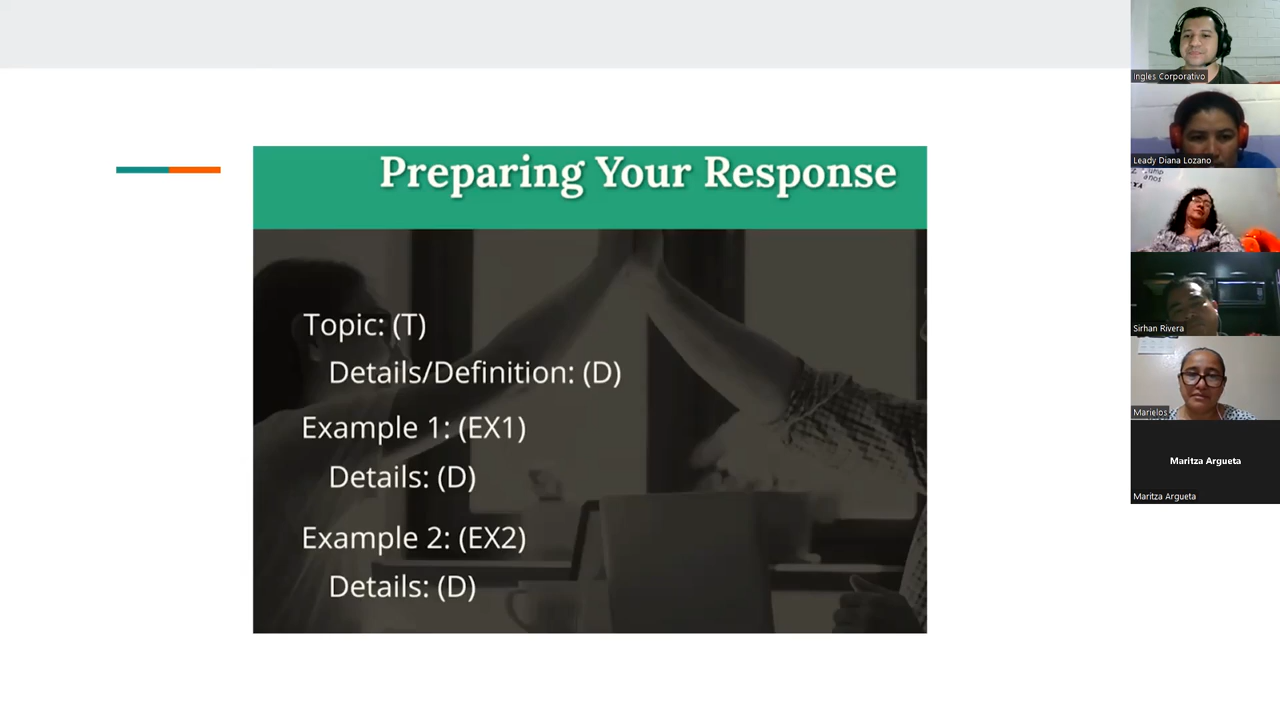 Preparing Your Response
Topic: (T)
Details/Definition: (D)
Example 1: (EX1)
Details: (D)
Example 2: (EX2)
Details: (D)
Ingles Corporativo
Leady Diana Lozano
anos
Sirhan Rivera
Marielos
Maritza Argueta
Maritza Argueta